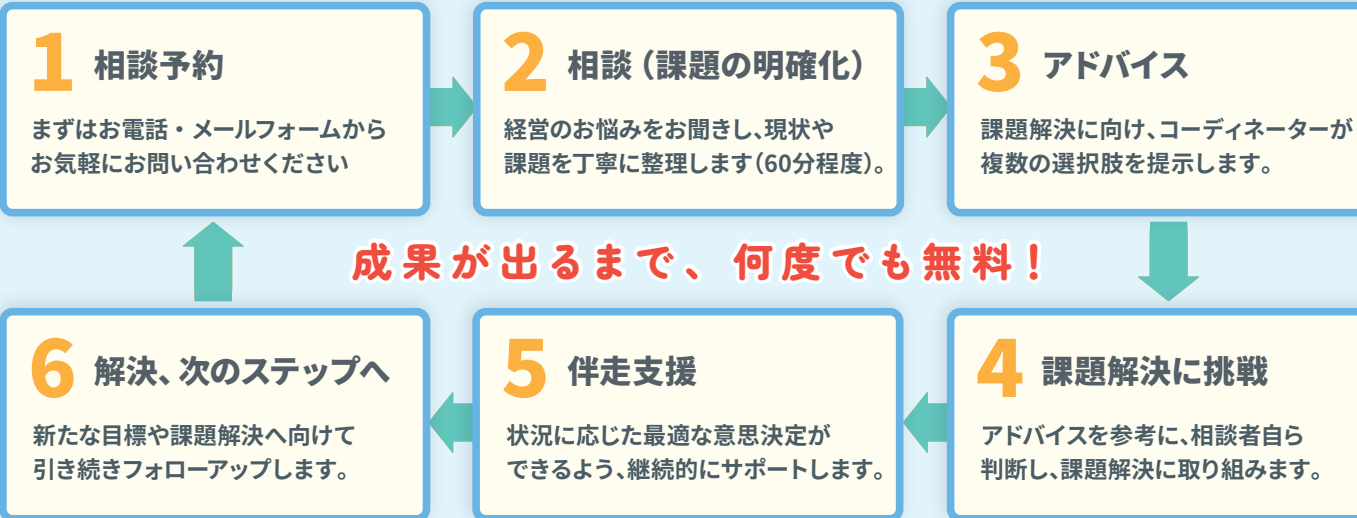 1 相談予約
まずはお電話・メールフォームから
お気軽にお問い合わせください
2 相談（課題の明確化）
経営のお悩みをお聞きし、現状や
課題を丁寧に整理します（60分程度）。
3 アドバイス
課題解決に向け、コーディネーターが
複数の選択肢を提示します。
成果が出るまで、何度でも無料！
4 課題解決に挑戦
アドバイスを参考に、相談者自ら
判断し、課題解決に取り組みます。
5 伴走支援
状況に応じた最適な意思決定が
できるよう、継続的にサポートします。
6 解決、次のステップへ
新たな目標や課題解決へ向けて
引き続きフォローアップします。